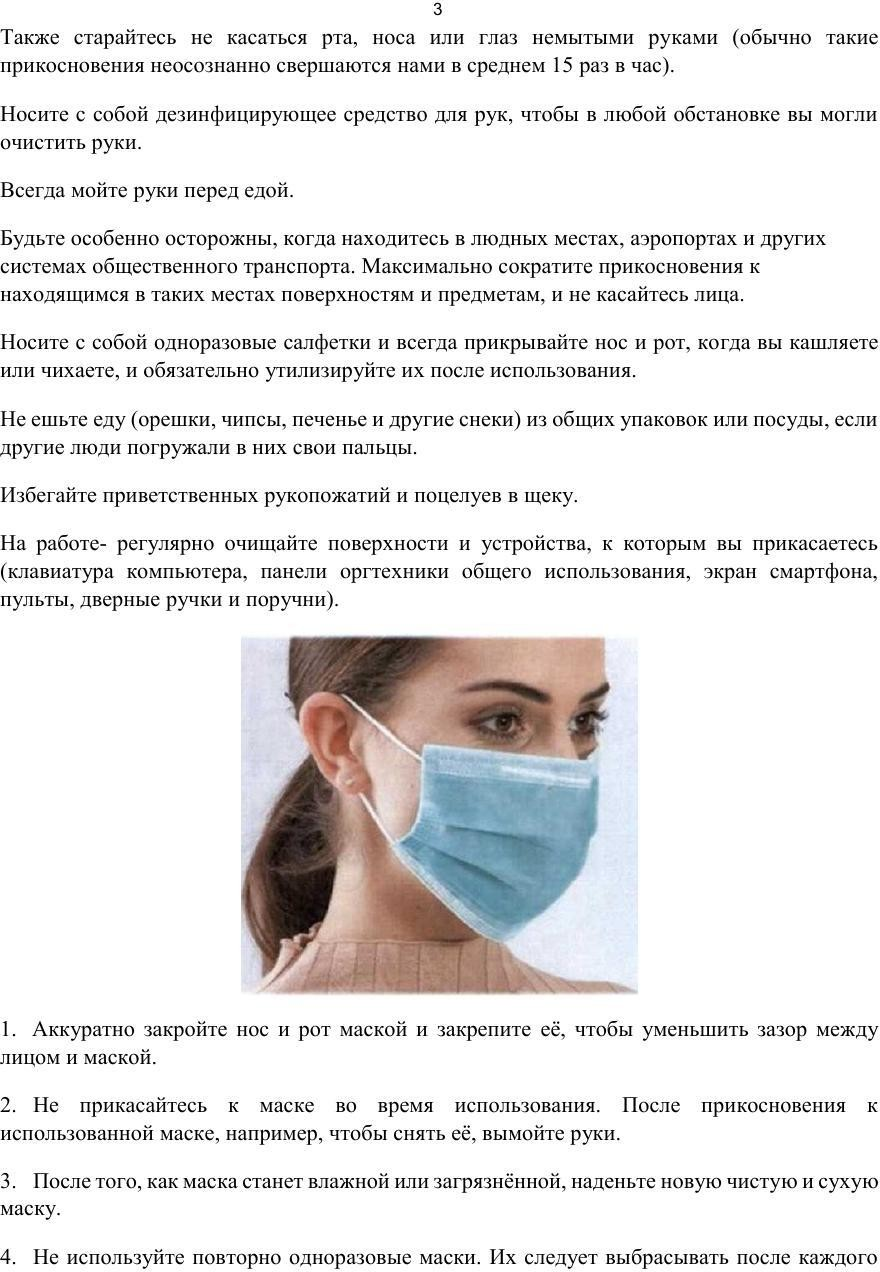 3
Также старайтесь не касаться рта, носа или глаз немытыми руками (обычно такие
прикосновения неосознанно свершаются нами в среднем 15 раз в час).
Носите с собой дезинфицирующее средство для рук, чтобы в любой обстановке вы могли
очистить руки.
Всегда мойте руки перед едой.
Будьте особенно осторожны, когда находитесь в людных местах, аэропортах и других
системах общественного транспорта. Максимально сократите прикосновения к
находящимся в таких местах поверхностям и предметам, и не касайтесь лица.
Носите с собой одноразовые салфетки и всегда прикрывайте нос и рот, когда вы кашляете
или чихаете, и обязательно утилизируйте их после использования.
Не ешьте еду (орешки, чипсы, печенье и другие снеки) из общих упаковок или посуды, если
другие люди погружали в них свои пальцы.
Избегайте приветственных рукопожатий и поцелуев в щеку.
На работе- регулярно очищайте поверхности и устройства, к которым вы прикасаетесь
(клавиатура компьютера, панели оргтехники общего использования, экран смартфона,
пульты, дверные ручки и поручни).
1. Аккуратно закройте нос и рот маской и закрепите её, чтобы уменьшить зазор между
лицом и маской.
2. Не прикасайтесь к маске во время использования. После прикосновения к
использованной маске, например, чтобы снять её, вымойте руки.
3. После того, как маска станет влажной или загрязнённой, наденьте новую чистую и сухую
маску.
4. Не используйте повторно одноразовые маски. Их следует выбрасывать после каждого